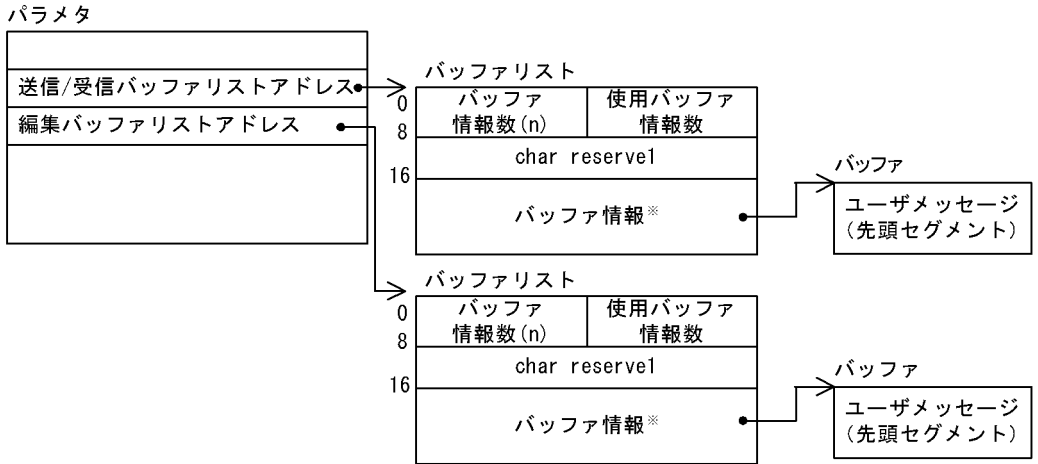 パラメタ
送信/受信バッファリストアドレス
編集バッファリストアドレス
バッファリスト
0
バッファ
情報数(n)
使用バッファ
情報数
8
char reserve1
16
バッファ情報※
バッファ
ユーザメッセージ
(先頭セグメント)
バッファリスト
0
バッファ
情報数(n)
使用バッファ
情報数
8
char reserve1
16
バッファ情報※
バッファ
ユーザメッセージ
(先頭セグメント)